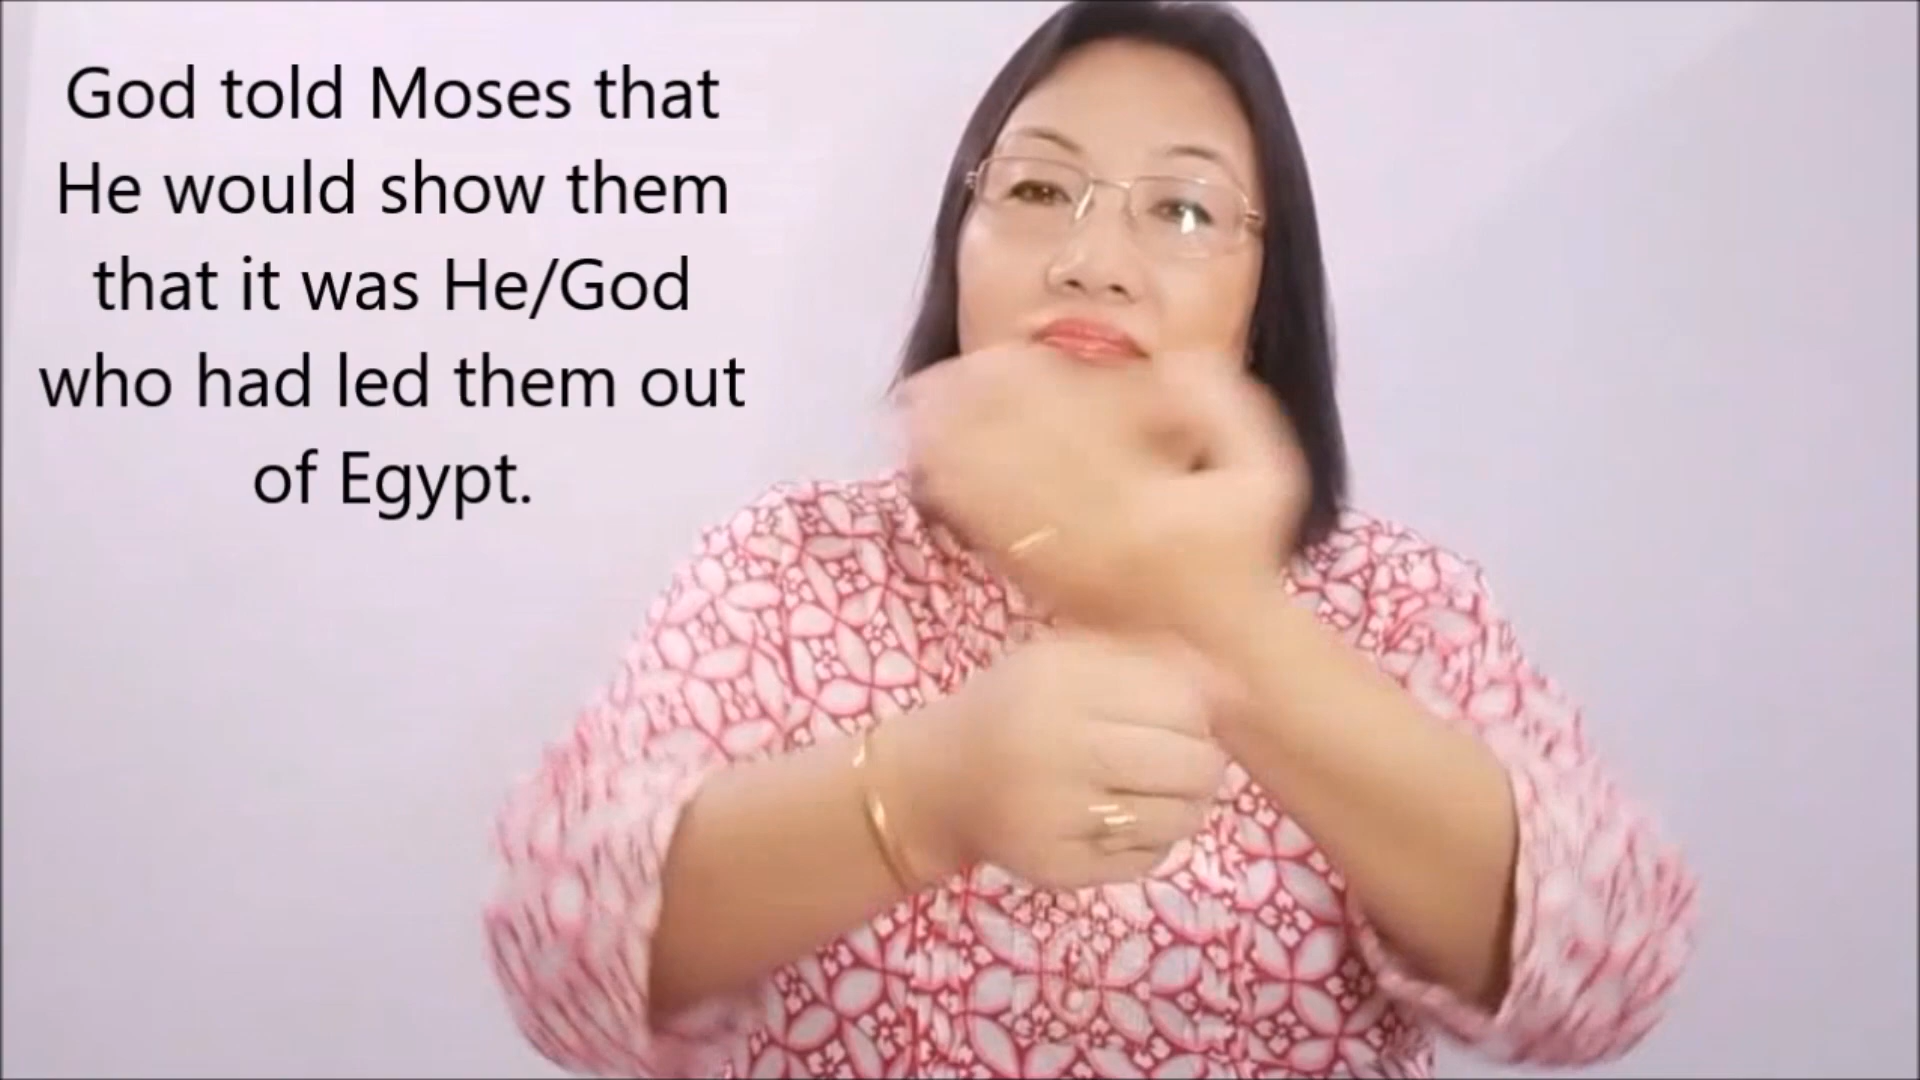 God told Moses that
He would show them
that it was He/God
who had led them out
of Egypt.